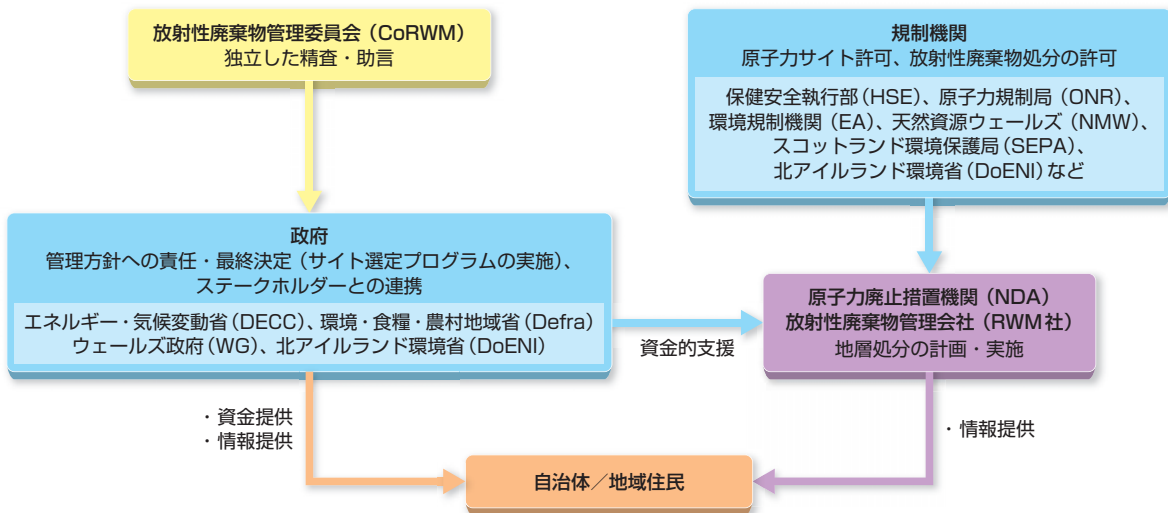 放射性廃棄物管理委員会（CoRWM）
独立した精査・助言
規制機関
原子力サイト許可、放射性廃棄物処分の許可
保健安全執行部（HSE）、原子力規制局（ONR）、
環境規制機関（EA）、天然資源ウェールズ（NMW）、
スコットランド環境保護局（SEPA）、
北アイルランド環境省（DoENI）など
政府
管理方針への責任・最終決定（サイト選定プログラムの実施）、
ステークホルダーとの連携
エネルギー・気候変動省（DECC）、環境・食糧・農村地域省（Defra）
ウェールズ政府（WG）、北アイルランド環境省（DoENI）
資金的支援
原子力廃止措置機関（NDA）
放射性廃棄物管理会社（RWM社）
地層処分の計画・実施
・資金提供
・情報提供
・情報提供
自治体／地域住民